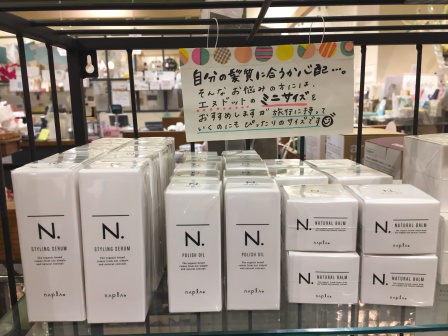 自分の髪質に合うか心配…。
そんなお悩みの方には、
エヌドットのミニサイズを
おすすめします!!旅行に持って
いくのにもぴったりのサイズです
N.
STYLING SERUM
napla
N.
STYLING SERUM
napla
N.
POLISH OIL
napla
N.
POLISH OIL
napla
N.
NATURAL BALM
napla
N.
NATURAL BALM
napla
N.
NATURAL BALM
napla
N.
NATURAL BALM
napla